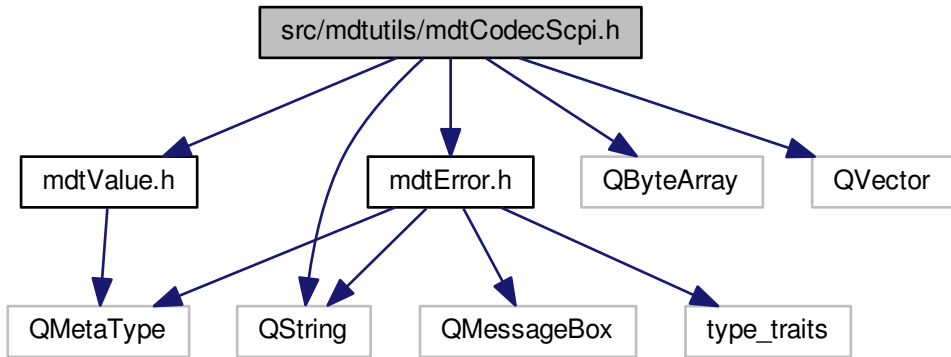 src/mdtutils/mdtCodecScpi.h
mdtValue.h
mdtError.h
QByteArray
QVector
QMetaType
QString
QMessageBox
type_traits